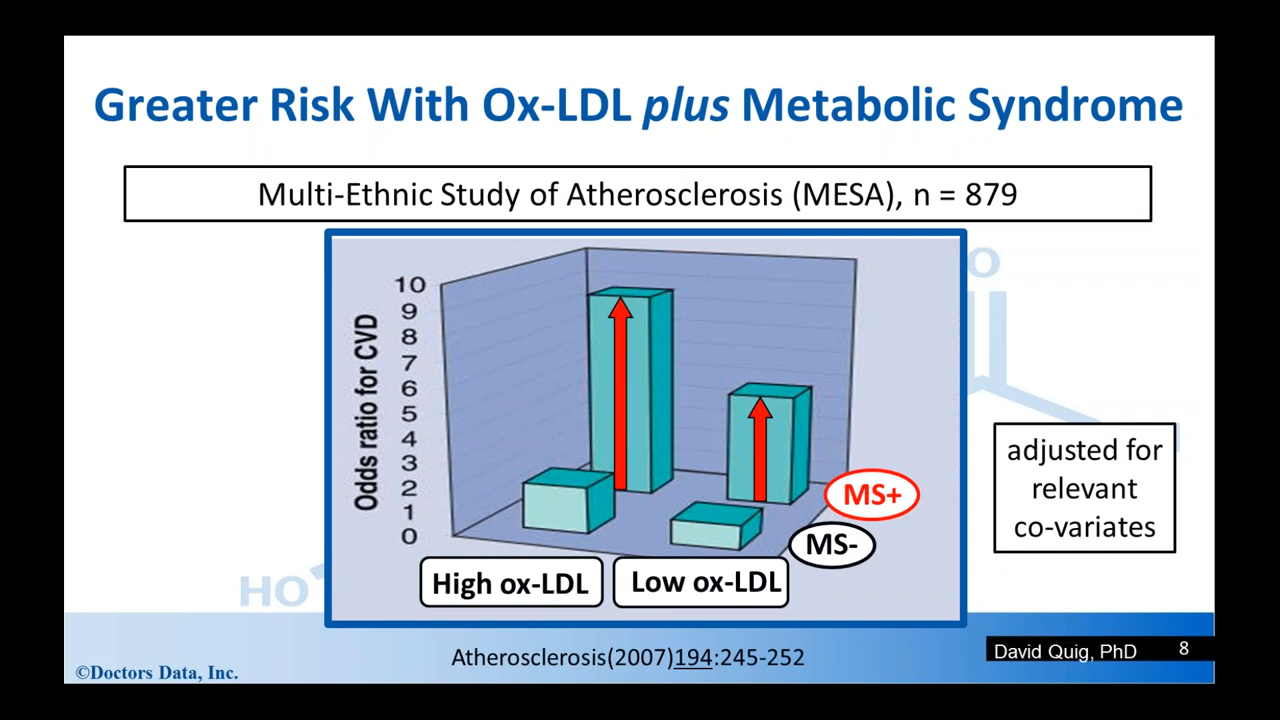 Greater Risk With Ox-LDL plus Metabolic Syndrome
Multi-Ethnic Study of Atherosclerosis (MESA), n = 879
O
Odds ratio for CVD
10
9
8
7
6
5
4
3
2
1
0
MS+
MS-
High ox-LDL
Low ox-LDL
adjusted for
relevant
co-variates
HO
Atherosclerosis(2007)194:245-252
David Quig, PhD 8
©Doctors Data, Inc.